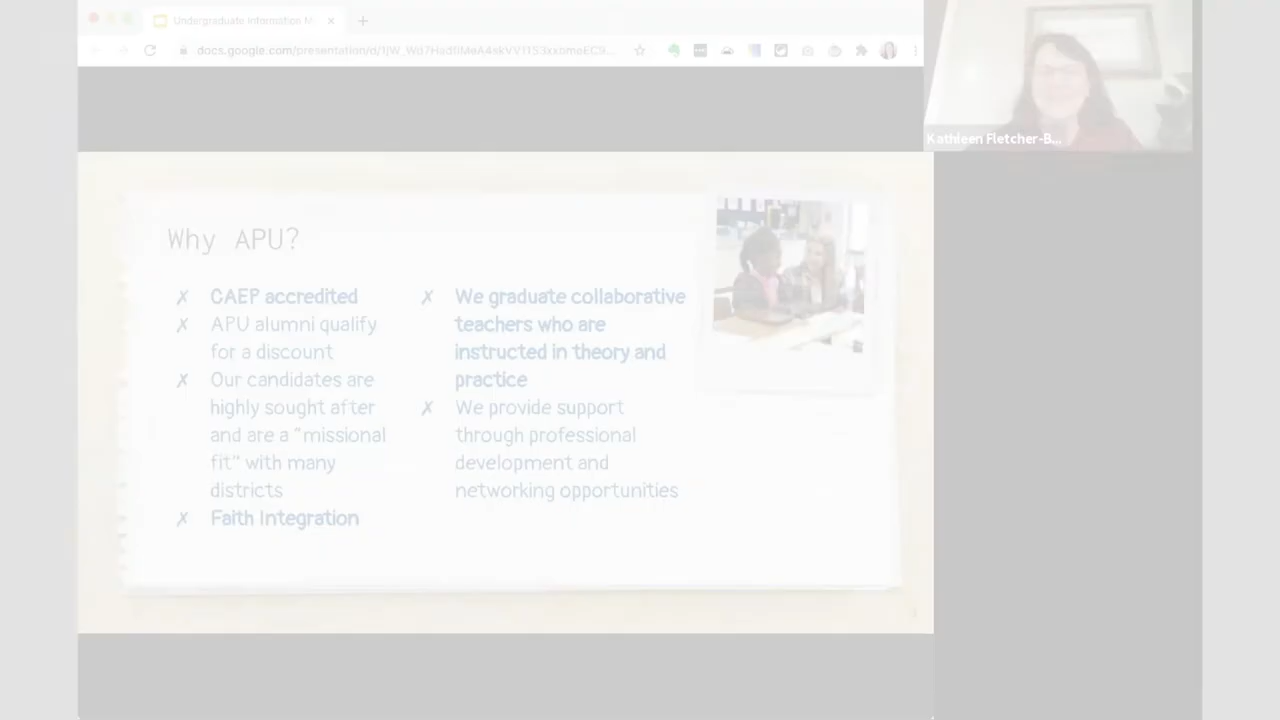 Undergraduate Information M
docs.google.com/presentation/d/1
Kathleen Fletcher-B...
Why APU?
✗ CAEP accredited
✗ APU alumni qualify
for a discount
✗ Our candidates are
highly sought after
and are a "missional
fit" with many
districts
✗ Faith Integration
✗ We graduate collaborative
teachers who are
instructed in theory and
practice
✗ We provide support
through professional
development and
networking opportunities